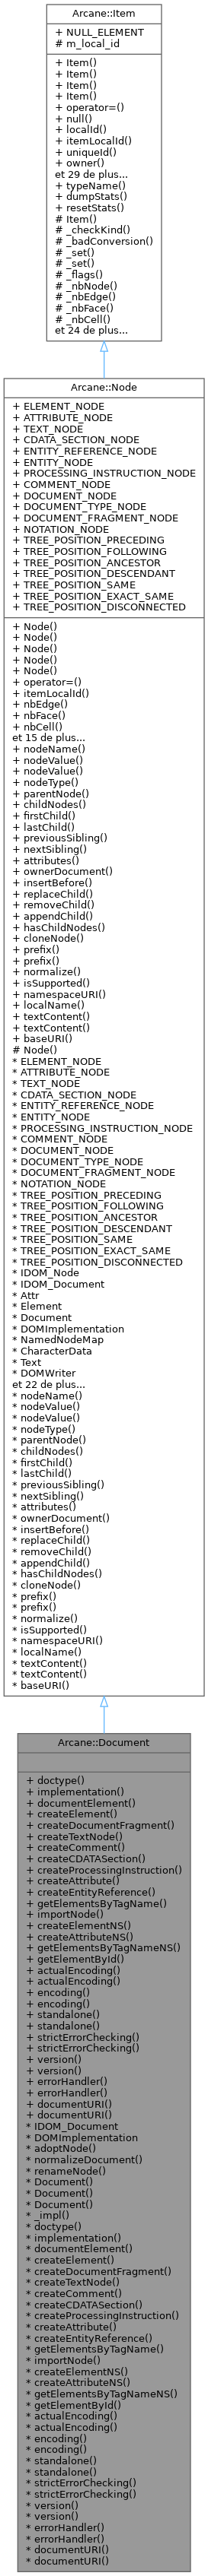 Arcane::Item
+ NULL_ELEMENT
# m_local_id
+ Item()
+ Item()
+ Item()
+ Item()
+ operator=()
+ null()
+ localId()
+ itemLocalId()
+ uniqueId()
+ owner()
et 29 de plus...
+ typeName()
+ dumpStats()
+ resetStats()
# Item()
# _checkKind()
# _badConversion()
# _set()
# _set()
# _flags()
# _nbNode()
# _nbEdge()
# _nbFace()
# _nbCell()
et 24 de plus...
Arcane::Node
+ ELEMENT_NODE
+ ATTRIBUTE_NODE
+ TEXT_NODE
+ CDATA_SECTION_NODE
+ ENTITY_REFERENCE_NODE
+ ENTITY_NODE
+ PROCESSING_INSTRUCTION_NODE
+ COMMENT_NODE
+ DOCUMENT_NODE
+ DOCUMENT_TYPE_NODE
+ DOCUMENT_FRAGMENT_NODE
+ NOTATION_NODE
+ TREE_POSITION_PRECEDING
+ TREE_POSITION_FOLLOWING
+ TREE_POSITION_ANCESTOR
+ TREE_POSITION_DESCENDANT
+ TREE_POSITION_SAME
+ TREE_POSITION_EXACT_SAME
+ TREE_POSITION_DISCONNECTED
+ Node()
+ Node()
+ Node()
+ Node()
+ Node()
+ operator=()
+ itemLocalId()
+ nbEdge()
+ nbFace()
+ nbCell()
et 15 de plus...
+ nodeName()
+ nodeValue()
+ nodeValue()
+ nodeType()
+ parentNode()
+ childNodes()
+ firstChild()
+ lastChild()
+ previousSibling()
+ nextSibling()
+ attributes()
+ ownerDocument()
+ insertBefore()
+ replaceChild()
+ removeChild()
+ appendChild()
+ hasChildNodes()
+ cloneNode()
+ prefix()
+ prefix()
+ normalize()
+ isSupported()
+ namespaceURI()
+ localName()
+ textContent()
+ textContent()
+ baseURI()
# Node()
* ELEMENT_NODE
* ATTRIBUTE_NODE
* TEXT_NODE
* CDATA_SECTION_NODE
* ENTITY_REFERENCE_NODE
* ENTITY_NODE
* PROCESSING_INSTRUCTION_NODE
* COMMENT_NODE
* DOCUMENT_NODE
* DOCUMENT_TYPE_NODE
* DOCUMENT_FRAGMENT_NODE
* NOTATION_NODE
* TREE_POSITION_PRECEDING
* TREE_POSITION_FOLLOWING
* TREE_POSITION_ANCESTOR
* TREE_POSITION_DESCENDANT
* TREE_POSITION_SAME
* TREE_POSITION_EXACT_SAME
* TREE_POSITION_DISCONNECTED
* IDOM_Node
* IDOM_Document
* Attr
* Element
* Document
* DOMImplementation
* NamedNodeMap
* CharacterData
* Text
* DOMWriter
et 22 de plus...
* nodeName()
* nodeValue()
* nodeValue()
* nodeType()
* parentNode()
* childNodes()
* firstChild()
* lastChild()
* previousSibling()
* nextSibling()
* attributes()
* ownerDocument()
* insertBefore()
* replaceChild()
* removeChild()
* appendChild()
* hasChildNodes()
* cloneNode()
* prefix()
* prefix()
* normalize()
* isSupported()
* namespaceURI()
* localName()
* textContent()
* textContent()
* baseURI()
Arcane::Document
+ doctype()
+ implementation()
+ documentElement()
+ createElement()
+ createDocumentFragment()
+ createTextNode()
+ createComment()
+ createCDATASection()
+ createProcessingInstruction()
+ createAttribute()
+ createEntityReference()
+ getElementsByTagName()
+ importNode()
+ createElementNS()
+ createAttributeNS()
+ getElementsByTagNameNS()
+ getElementById()
+ actualEncoding()
+ actualEncoding()
+ encoding()
+ encoding()
+ standalone()
+ standalone()
+ strictErrorChecking()
+ strictErrorChecking()
+ version()
+ version()
+ errorHandler()
+ errorHandler()
+ documentURI()
+ documentURI()
* IDOM_Document
* DOMImplementation
* adoptNode()
* normalizeDocument()
* renameNode()
* Document()
* Document()
* Document()
* _impl()
* doctype()
* implementation()
* documentElement()
* createElement()
* createDocumentFragment()
* createTextNode()
* createComment()
* createCDATASection()
* createProcessingInstruction()
* createAttribute()
* createEntityReference()
* getElementsByTagName()
* importNode()
* createElementNS()
* createAttributeNS()
* getElementsByTagNameNS()
* getElementById()
* actualEncoding()
* actualEncoding()
* encoding()
* encoding()
* standalone()
* standalone()
* strictErrorChecking()
* strictErrorChecking()
* version()
* version()
* errorHandler()
* errorHandler()
* documentURI()
* documentURI()